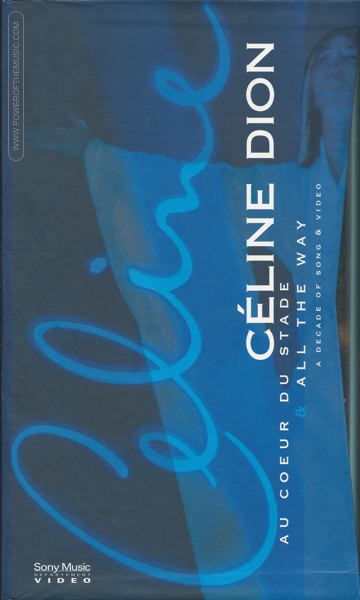 WWW.POWEROFTHEMUSIC.COM
Céline
CÉLINE DION
AU COEUR DU STADE
& ALL THE WAY
A DECADE OF SONG & VIDEO
Sony Music
DEPARTEMENT
VIDEO